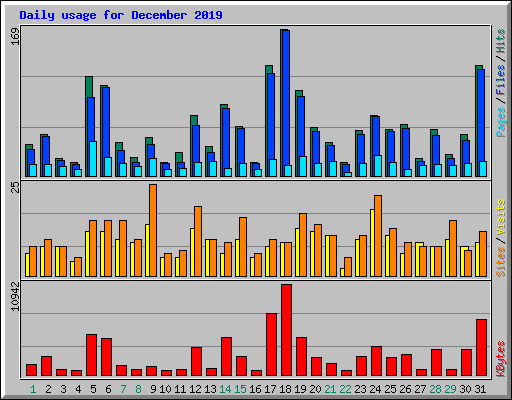 Daily usage for December 2019
169
Pages / Files / Hits
25
Sites / Visits
10942
KBytes
1 2 3 4 5 6 7 8 9 10 11 12 13 14 15 16 17 18 19 20 21 22 23 24 25 26 27 28 29 30 31